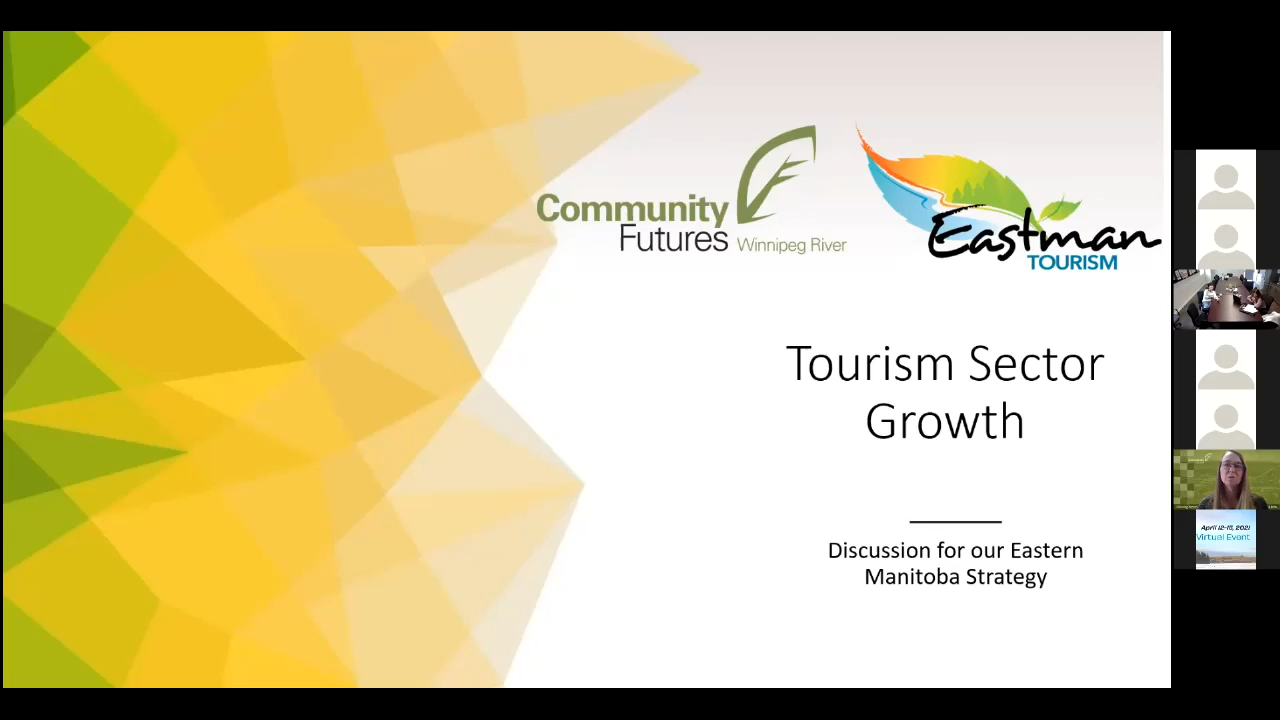 Community
Futures Winnipeg River
Eastman
TOURISM
Tourism Sector
Growth
Discussion for our Eastern
Manitoba Strategy
April 12-15, 2021
Virtual Event